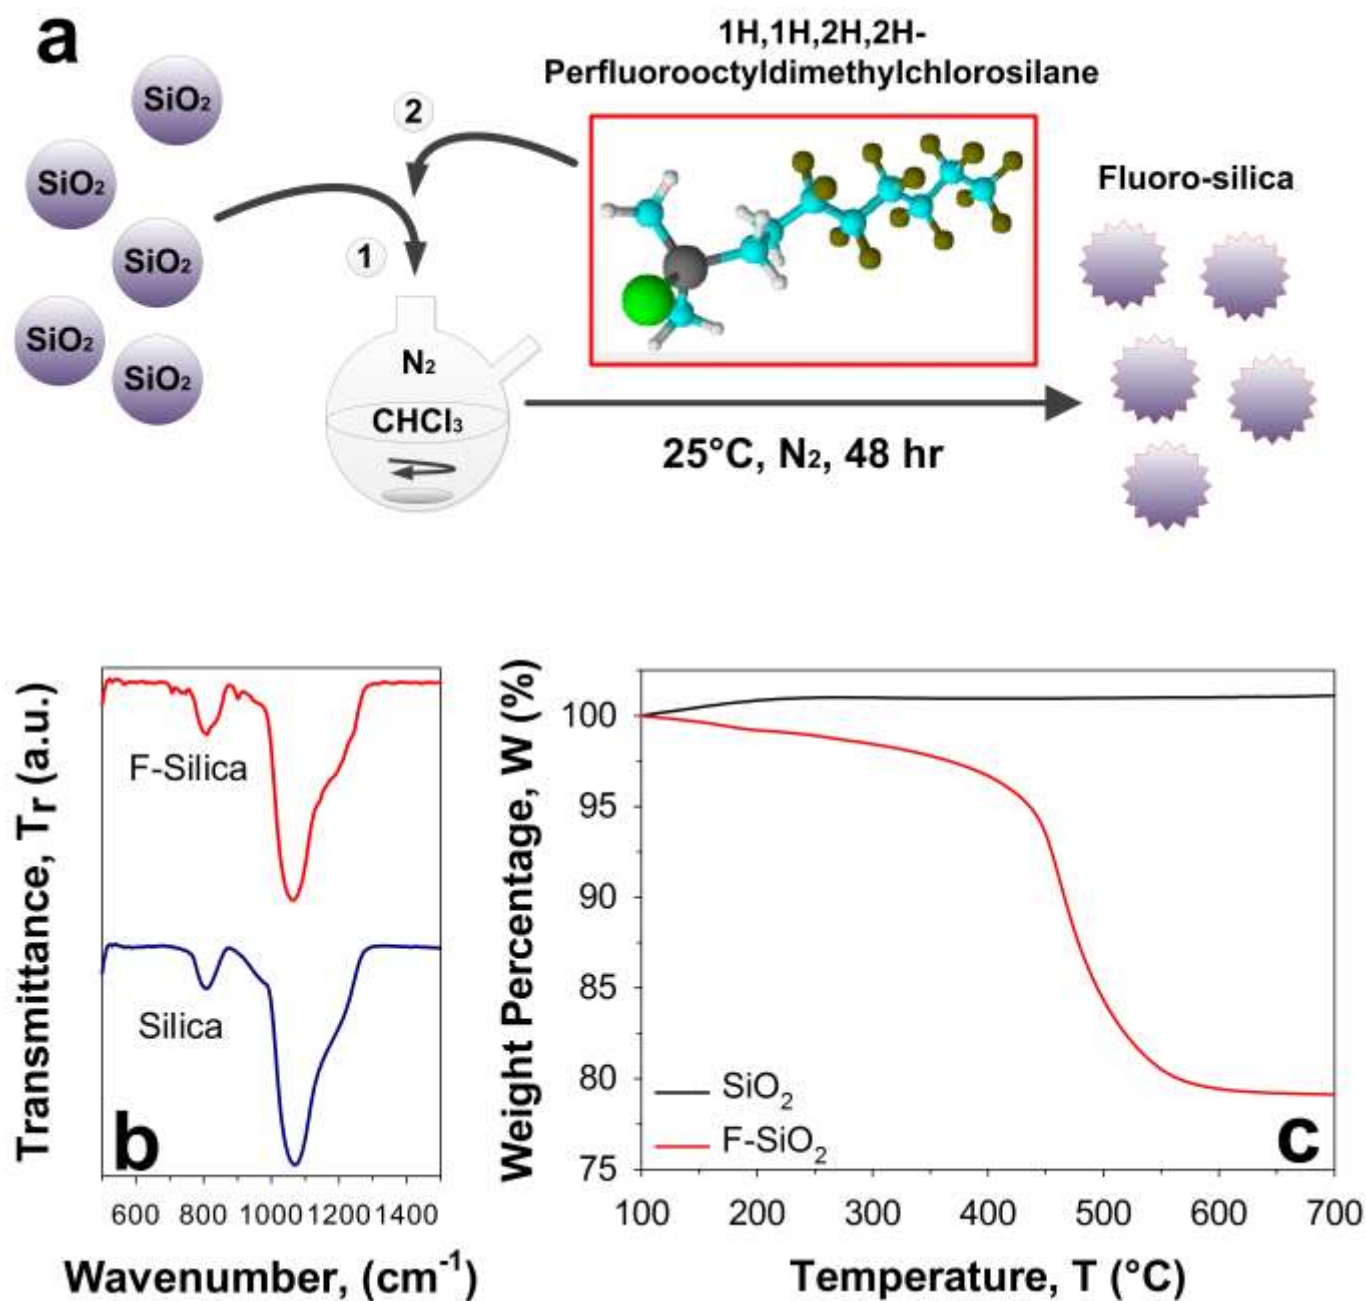 a
1H,1H,2H,2H-
Perfluorooctyldimethylchlorosilane
SiO2
SiO2
SiO2
SiO2
SiO2
2
1
N2
CHCl3
Fluoro-silica
25°C, N2, 48 hr
Transmittance, Tr (a.u.)
F-Silica
Silica
b
600 800 1000 1200 1400
Wavenumber, (cm-1)
Weight Percentage, W (%)
100
95
90
85
80
75
SiO2
F-SiO2
c
100 200 300 400 500 600 700
Temperature, T (°C)